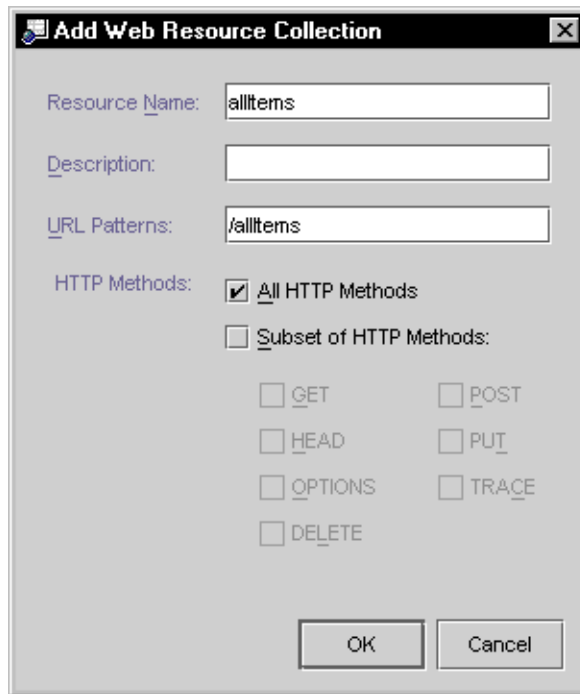 Add Web Resource Collection
Resource Name: allItems
Description:
URL Patterns: /allItems
HTTP Methods: All HTTP Methods
Subset of HTTP Methods:
GET POST
HEAD PUT
OPTIONS TRACE
DELETE
OK Cancel